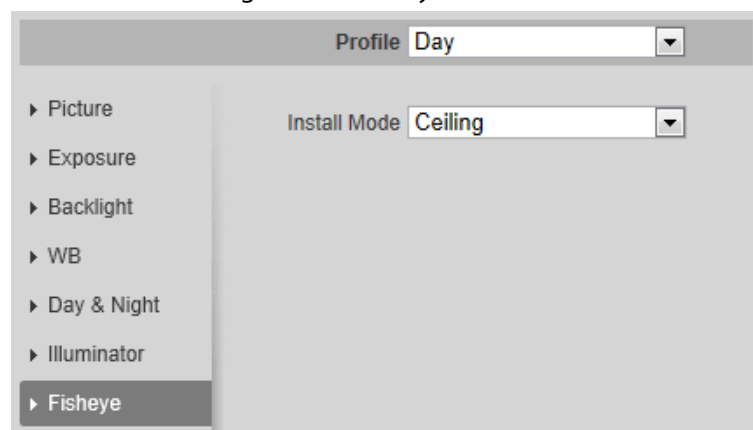 Profile Day
Picture
Install Mode Ceiling
Exposure
Backlight
WB
Day & Night
Illuminator
Fisheye